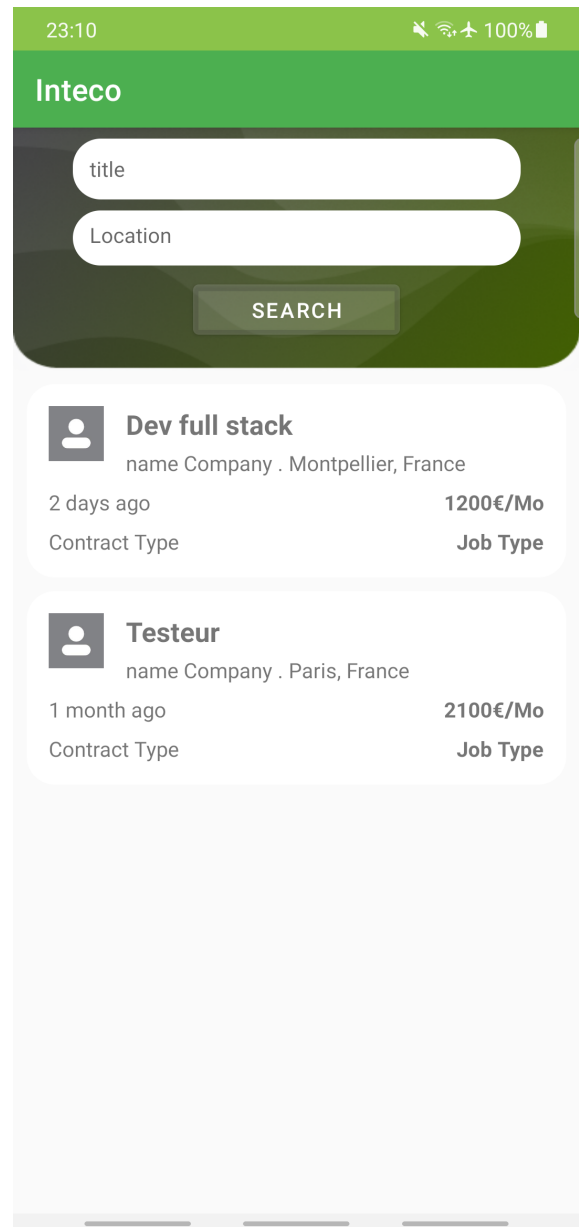 23:10 100%
Inteco
title
Location
SEARCH
Dev full stack
name Company . Montpellier, France
2 days ago 1200€/Mo
Contract Type Job Type
Testeur
name Company . Paris, France
1 month ago 2100€/Mo
Contract Type Job Type